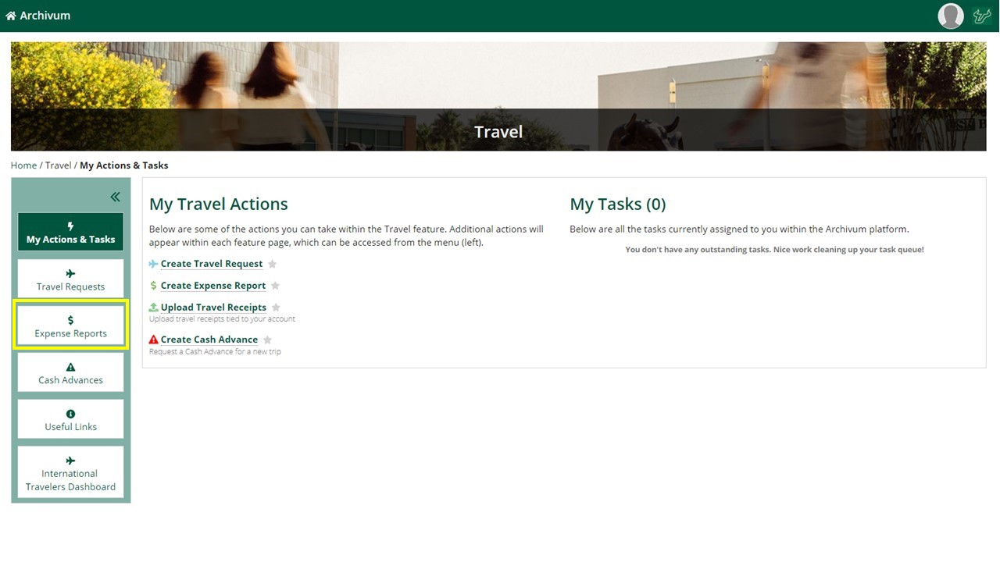 Archivum
Travel
Home / Travel / My Actions & Tasks
My Actions & Tasks
Travel Requests
Expense Reports
Cash Advances
Useful Links
International
Travelers Dashboard
My Travel Actions
Below are some of the actions you can take within the Travel feature. Additional actions will
appear within each feature page, which can be accessed from the menu (left).
Create Travel Request
Create Expense Report
Upload Travel Receipts
Upload travel receipts tied to your account
Create Cash Advance
Request a Cash Advance for a new trip
My Tasks (0)
Below are all the tasks currently assigned to you within the Archivum platform.
You don't have any outstanding tasks. Nice work cleaning up your task queue!